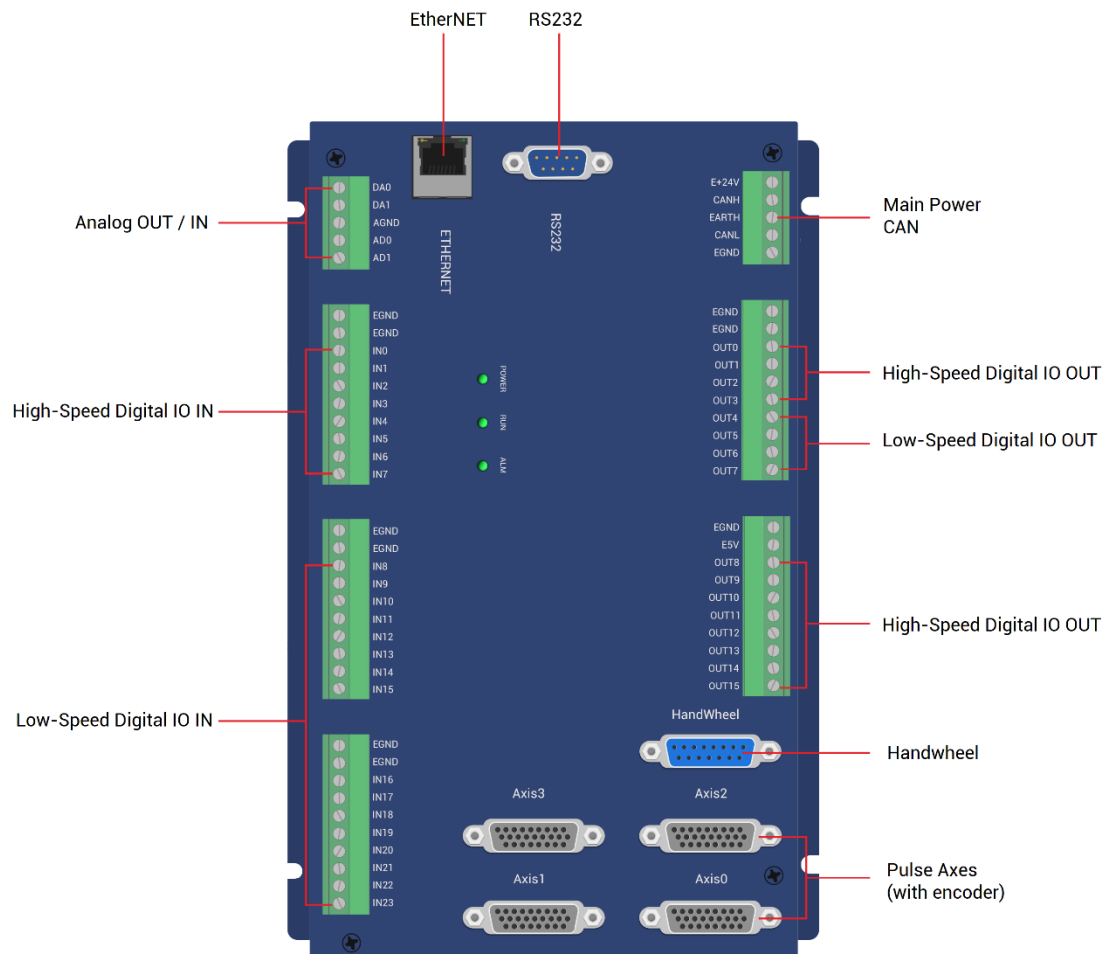 EtherNET
RS232
Analog OUT / IN
DA0
DA1
AGND
AD0
AD1
ETHERNET
RS232
E+24V
CANH
EARTH
CANL
EGND
Main Power
CAN
High-Speed Digital IO IN
EGND
EGND
IN0
IN1
IN2
IN3
IN4
IN5
IN6
IN7
POWER
RUN
ALM
EGND
EGND
OUT0
OUT1
OUT2
OUT3
OUT4
OUT5
OUT6
OUT7
High-Speed Digital IO OUT
Low-Speed Digital IO OUT
Low-Speed Digital IO IN
EGND
EGND
IN8
IN9
IN10
IN11
IN12
IN13
IN14
IN15
EGND
EGND
IN16
IN17
IN18
IN19
IN20
IN21
IN22
IN23
EGND
E5V
OUT8
OUT9
OUT10
OUT11
OUT12
OUT13
OUT14
OUT15
High-Speed Digital IO OUT
HandWheel
Handwheel
Axis3
Axis2
Axis1
Axis0
Pulse Axes
(with encoder)